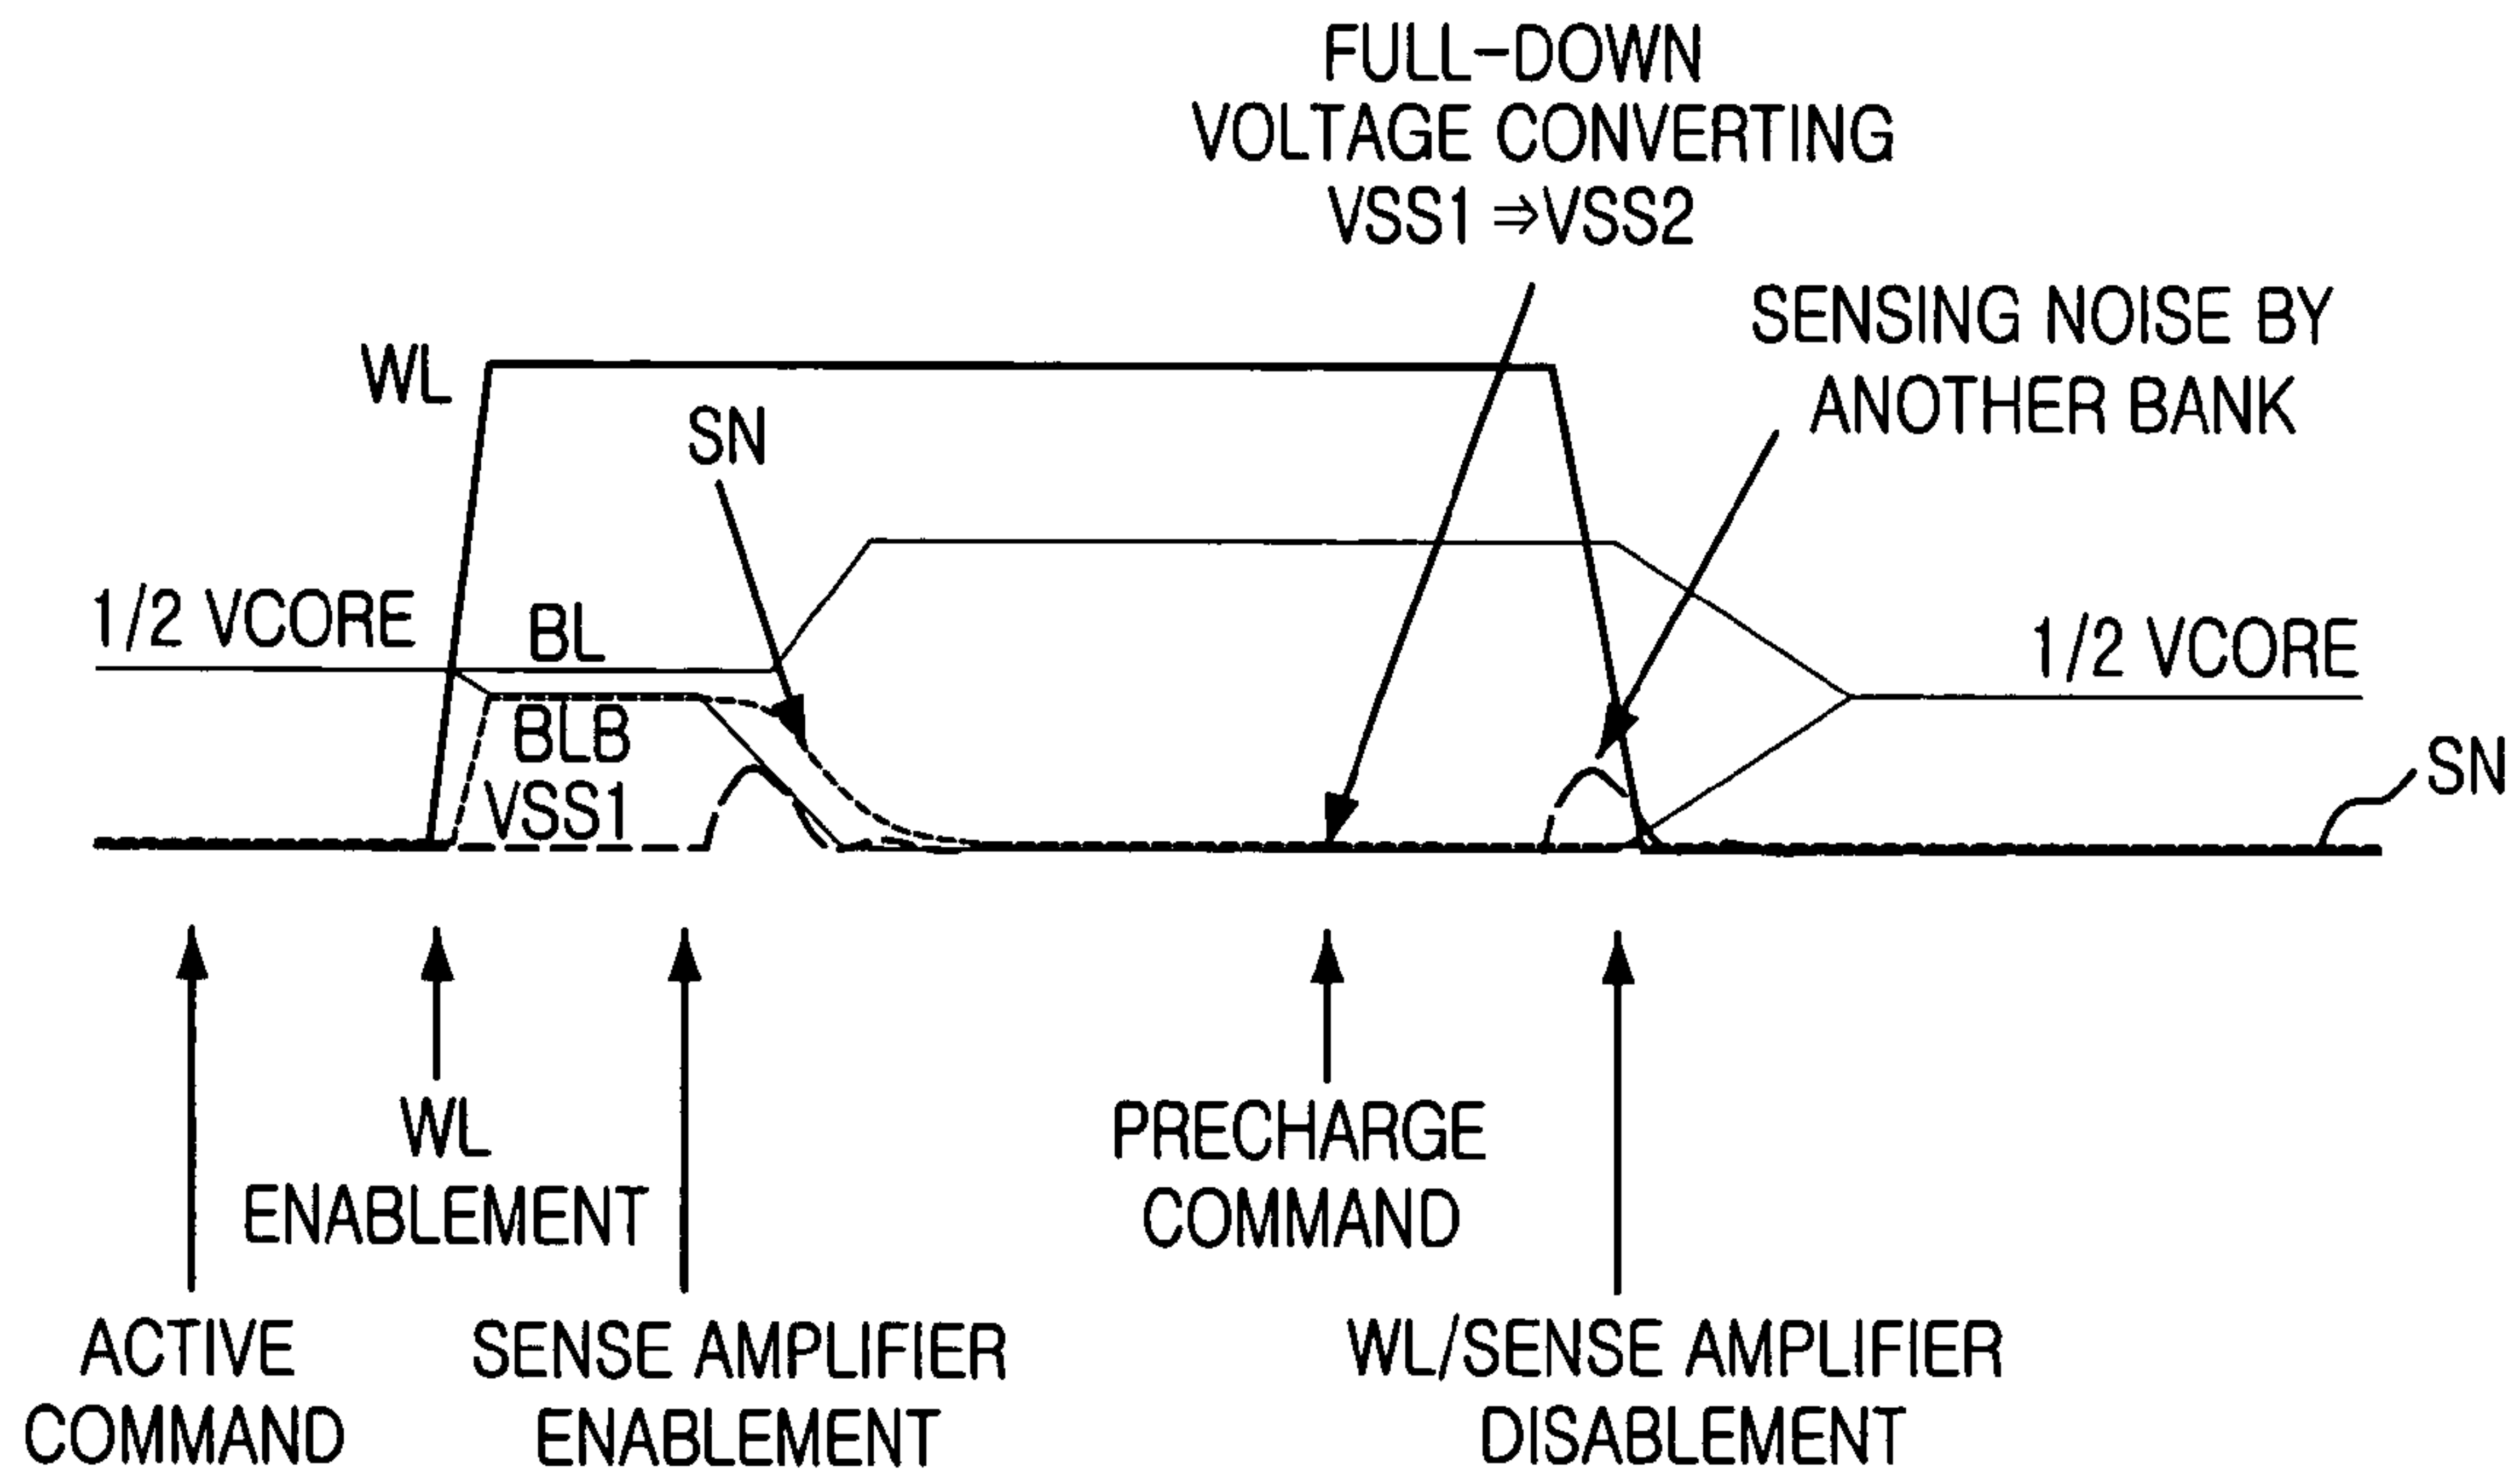 FULL-DOWN
VOLTAGE CONVERTING
VSS1 ⇒VSS2
SENSING NOISE BY
ANOTHER BANK
WL
SN
1/2 VCORE
BL
1/2 VCORE
BLB
VSS1
SN
WL
ENABLEMENT
PRECHARGE
COMMAND
ACTIVE
COMMAND
SENSE AMPLIFIER
ENABLEMENT
WL/SENSE AMPLIFIER
DISABLEMENT